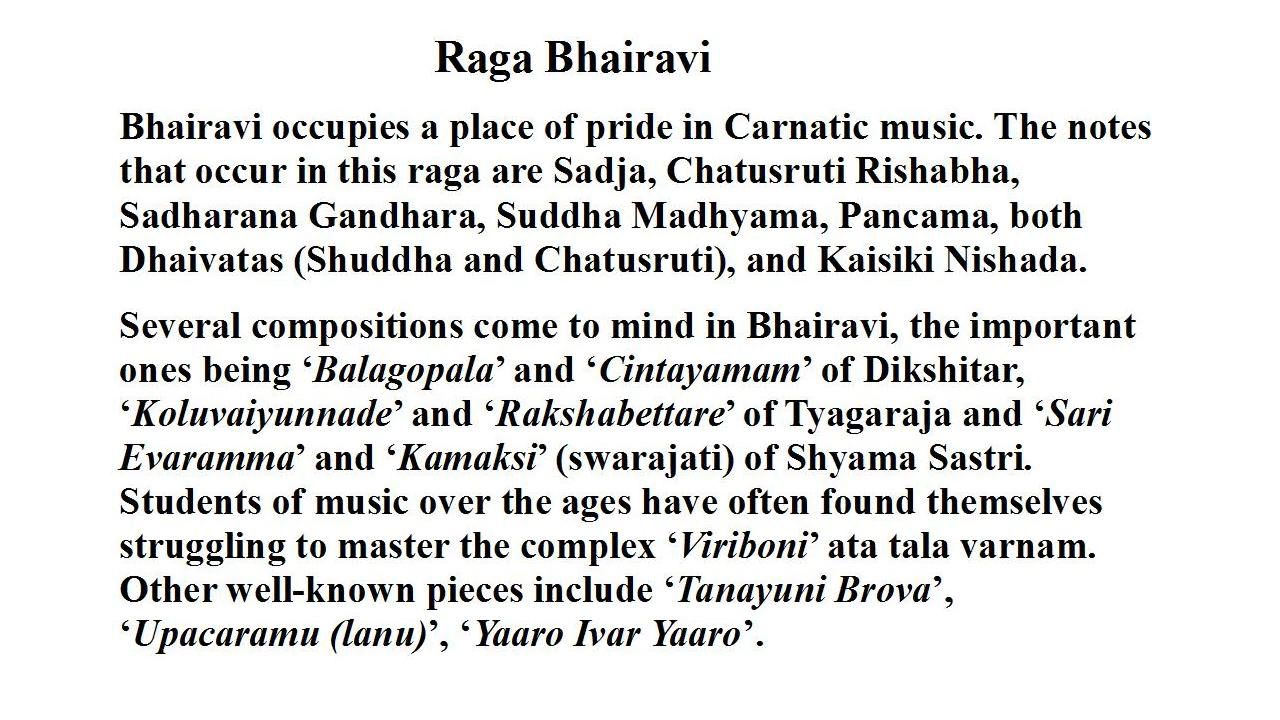 Raga Bhairavi
Bhairavi occupies a place of pride in Carnatic music. The notes
that occur in this raga are Sadja, Chatusruti Rishabha,
Sadharana Gandhara, Suddha Madhyama, Pancama, both
Dhaivatas (Shuddha and Chatusruti), and Kaisiki Nishada.
Several compositions come to mind in Bhairavi, the important
ones being ‘Balagopala’ and ‘Cintayamam’ of Dikshitar,
‘Koluvaiyunnade’ and ‘Rakshabettare’ of Tyagaraja and ‘Sari
Evaramma’ and ‘Kamaksi’ (swarajati) of Shyama Sastri.
Students of music over the ages have often found themselves
struggling to master the complex ‘Viriboni’ ata tala varnam.
Other well-known pieces include ‘Tanayuni Brova’,
‘Upacaramu (lanu)’, ‘Yaaro Ivar Yaaro’.